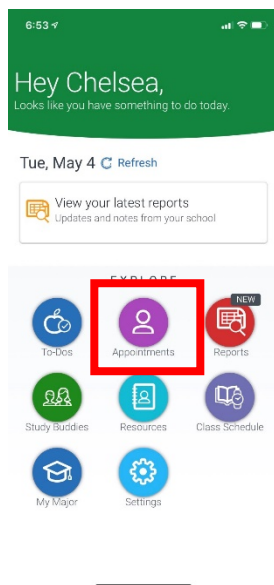 6:53
Hey Chelsea,
Looks like you have something to do today.
Tue, May 4 Refresh
View your latest reports
Updates and notes from your school
EXPLORE
NEW
To-Dos Appointments Reports
Study Buddies Resources Class Schedule
My Major Settings